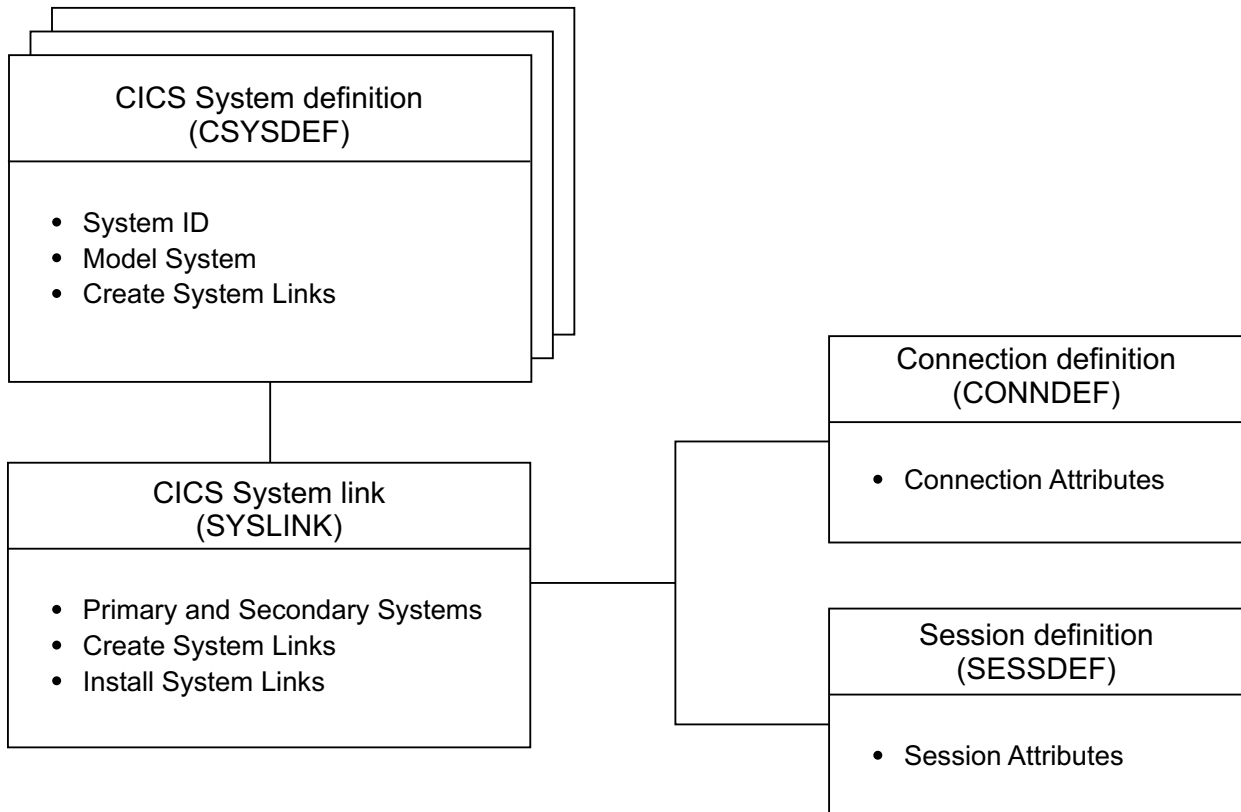 CICS System definition
(CSYSDEF)
• System ID
• Model System
• Create System Links
CICS System link
(SYSLINK)
• Primary and Secondary Systems
• Create System Links
• Install System Links
Connection definition
(CONNDEF)
• Connection Attributes
Session definition
(SESSDEF)
• Session Attributes